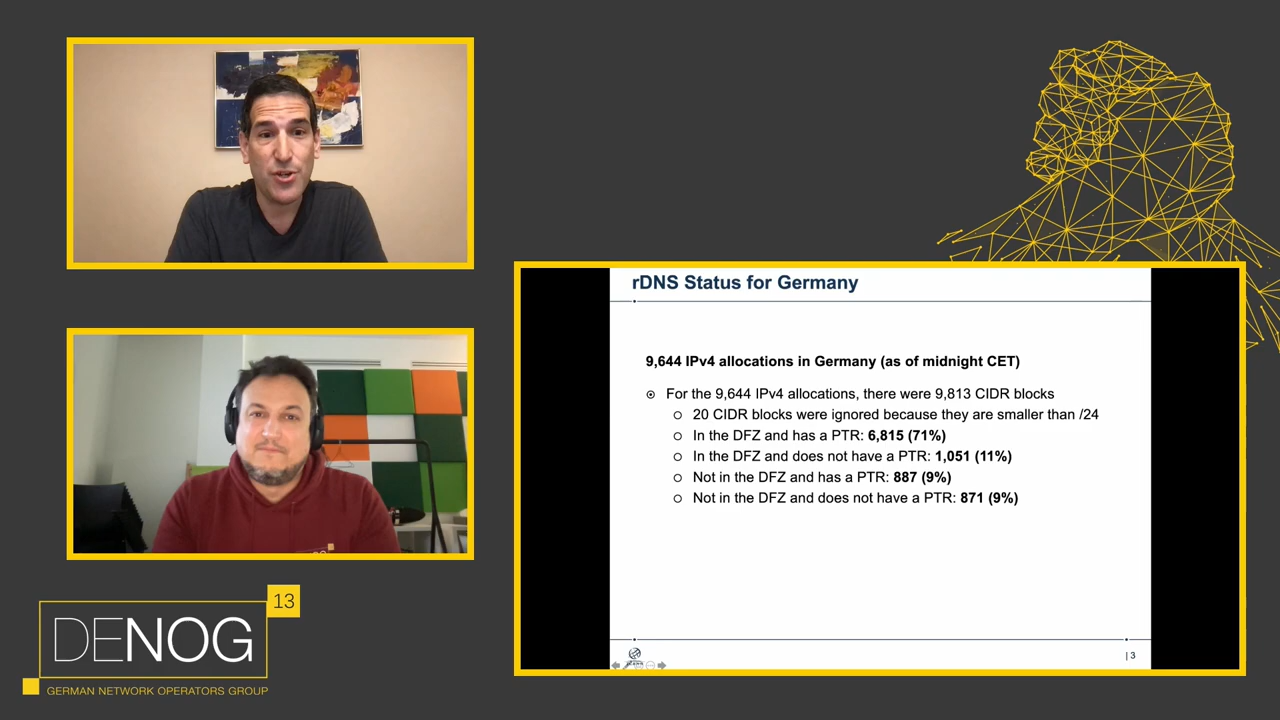 rDNS Status for Germany
9,644 IPv4 allocations in Germany (as of midnight CET)
For the 9,644 IPv4 allocations, there were 9,813 CIDR blocks
20 CIDR blocks were ignored because they are smaller than /24
In the DFZ and has a PTR: 6,815 (71%)
In the DFZ and does not have a PTR: 1,051 (11%)
Not in the DFZ and has a PTR: 887 (9%)
Not in the DFZ and does not have a PTR: 871 (9%)
| 3
13
DENOG
GERMAN NETWORK OPERATORS GROUP